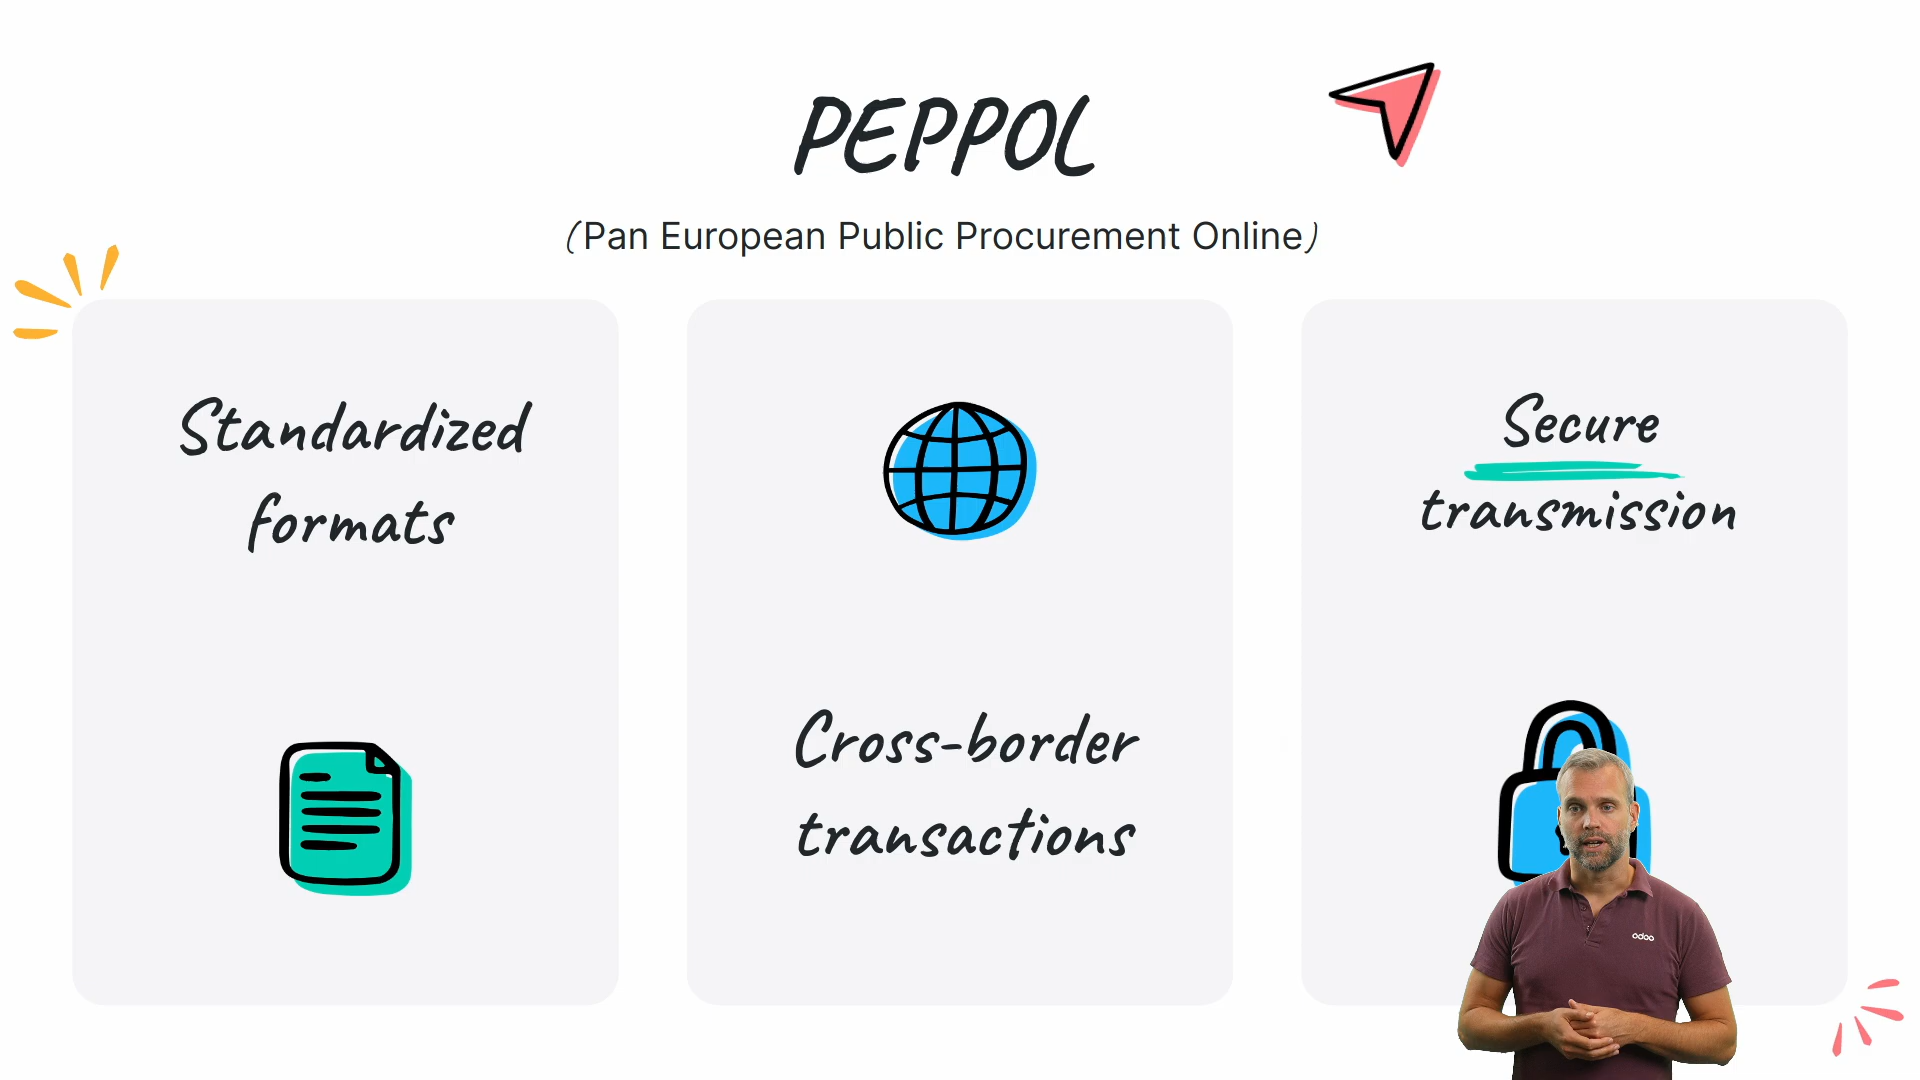 PEPPOL
(Pan European Public Procurement Online)
Standardized
formats
Cross-border
transactions
Secure
transmission
odoo